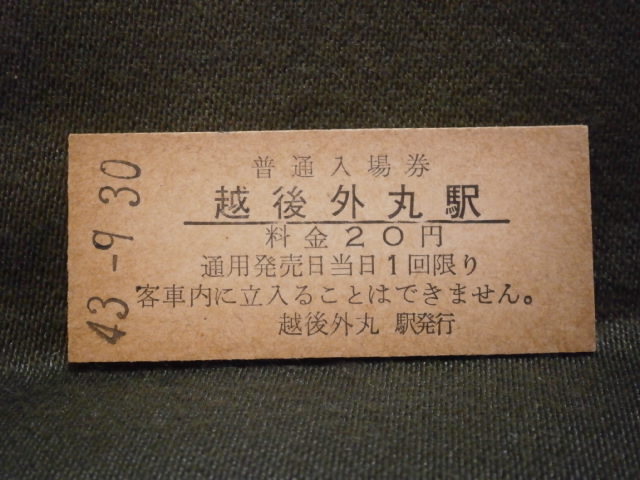 43-9 30
普通入場券
越後外丸駅
料金20円
通用発売日当日1回限り
客車内に立入ることはできません。
越後外丸 駅発行